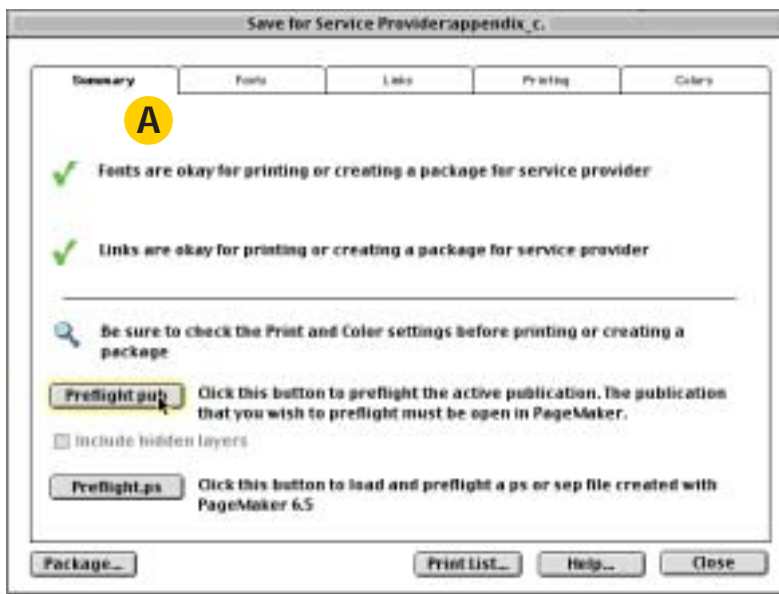 Save for Service Provider:appendix_c.
Summary Fonts Links Printing Colors
A
Fonts are okay for printing or creating a package for service provider
Links are okay for printing or creating a package for service provider
Be sure to check the Print and Color settings before printing or creating a
package
Preflight pub Click this button to preflight the active publication. The publication
that you wish to preflight must be open in PageMaker.
Include hidden layers
Preflight.ps Click this button to load and preflight a ps or sep file created with
PageMaker 6.5
Package... Print List... Help... Close